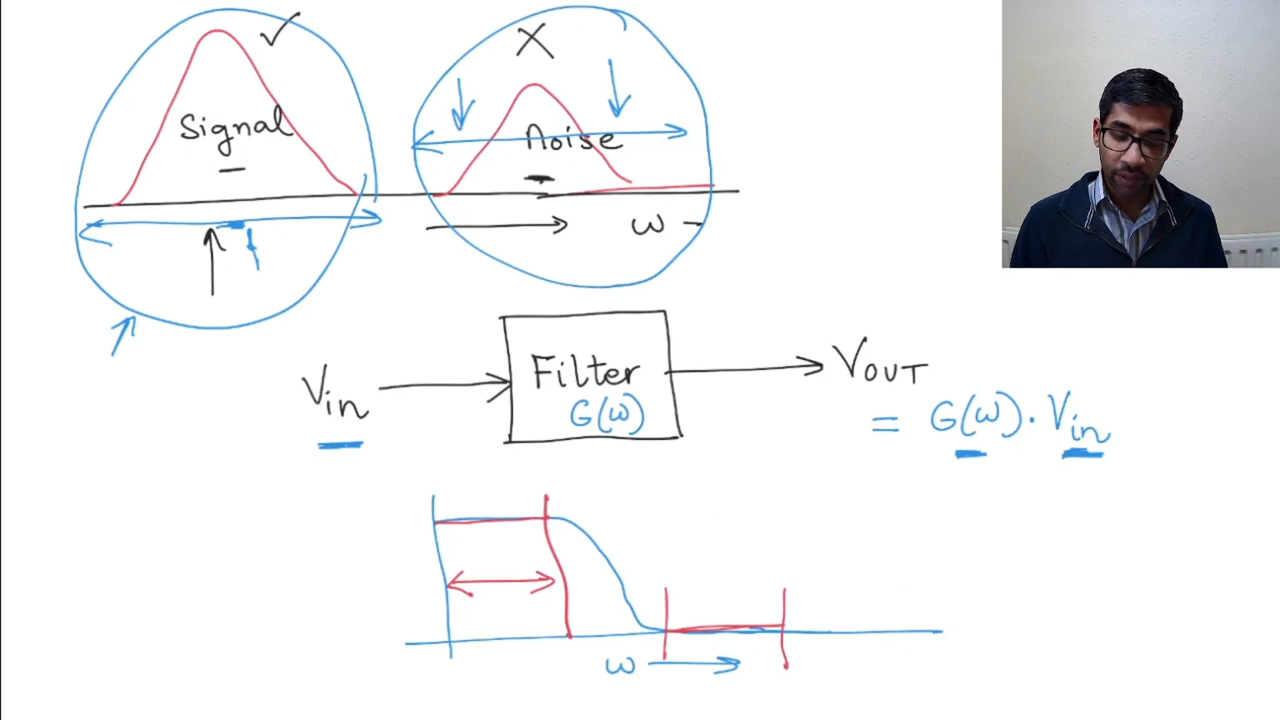 Signal
Noise
ω
Vin
Filter
G(ω)
VOUT
= G(ω) · Vin
ω